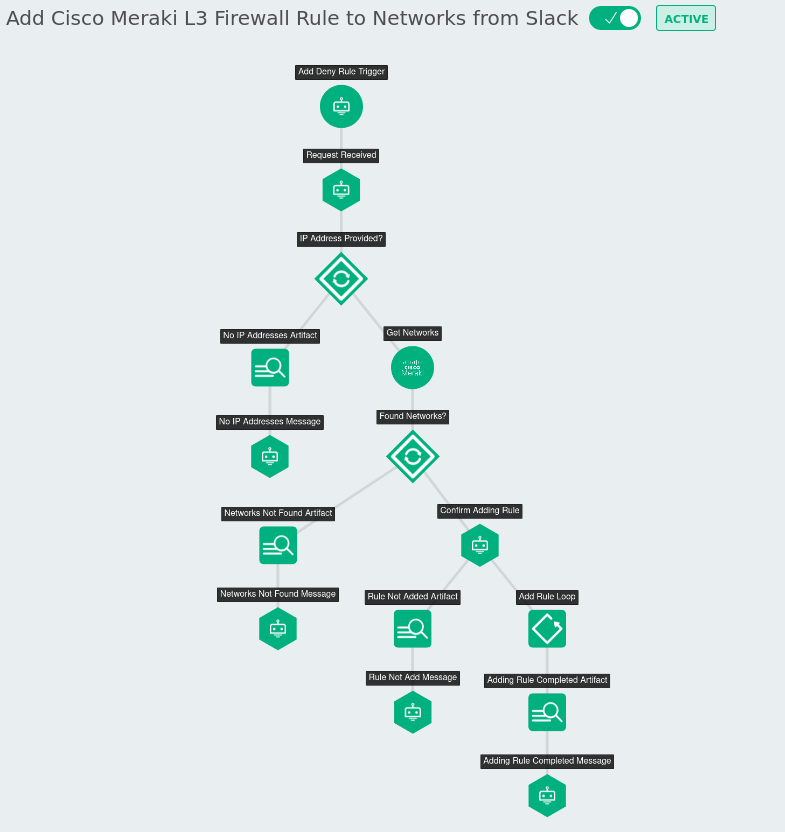 Add Cisco Meraki L3 Firewall Rule to Networks from Slack
ACTIVE
Add Deny Rule Trigger
Request Received
IP Address Provided?
No IP Addresses Artifact
Get Networks
CISCO
Meraki
No IP Addresses Message
Found Networks?
Networks Not Found Artifact
Confirm Adding Rule
Networks Not Found Message
Rule Not Added Artifact
Add Rule Loop
Rule Not Add Message
Adding Rule Completed Artifact
Adding Rule Completed Message